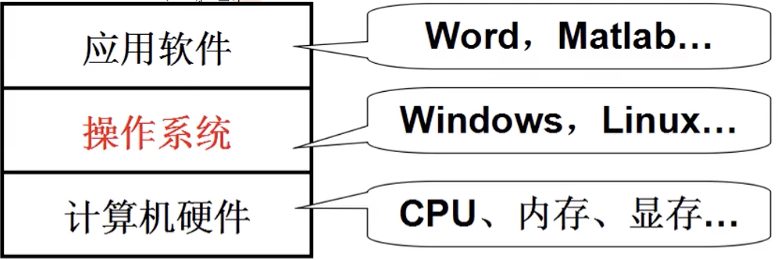 应用软件
Word，Matlab…
操作系统
Windows，Linux…
计算机硬件
CPU、内存、显存…